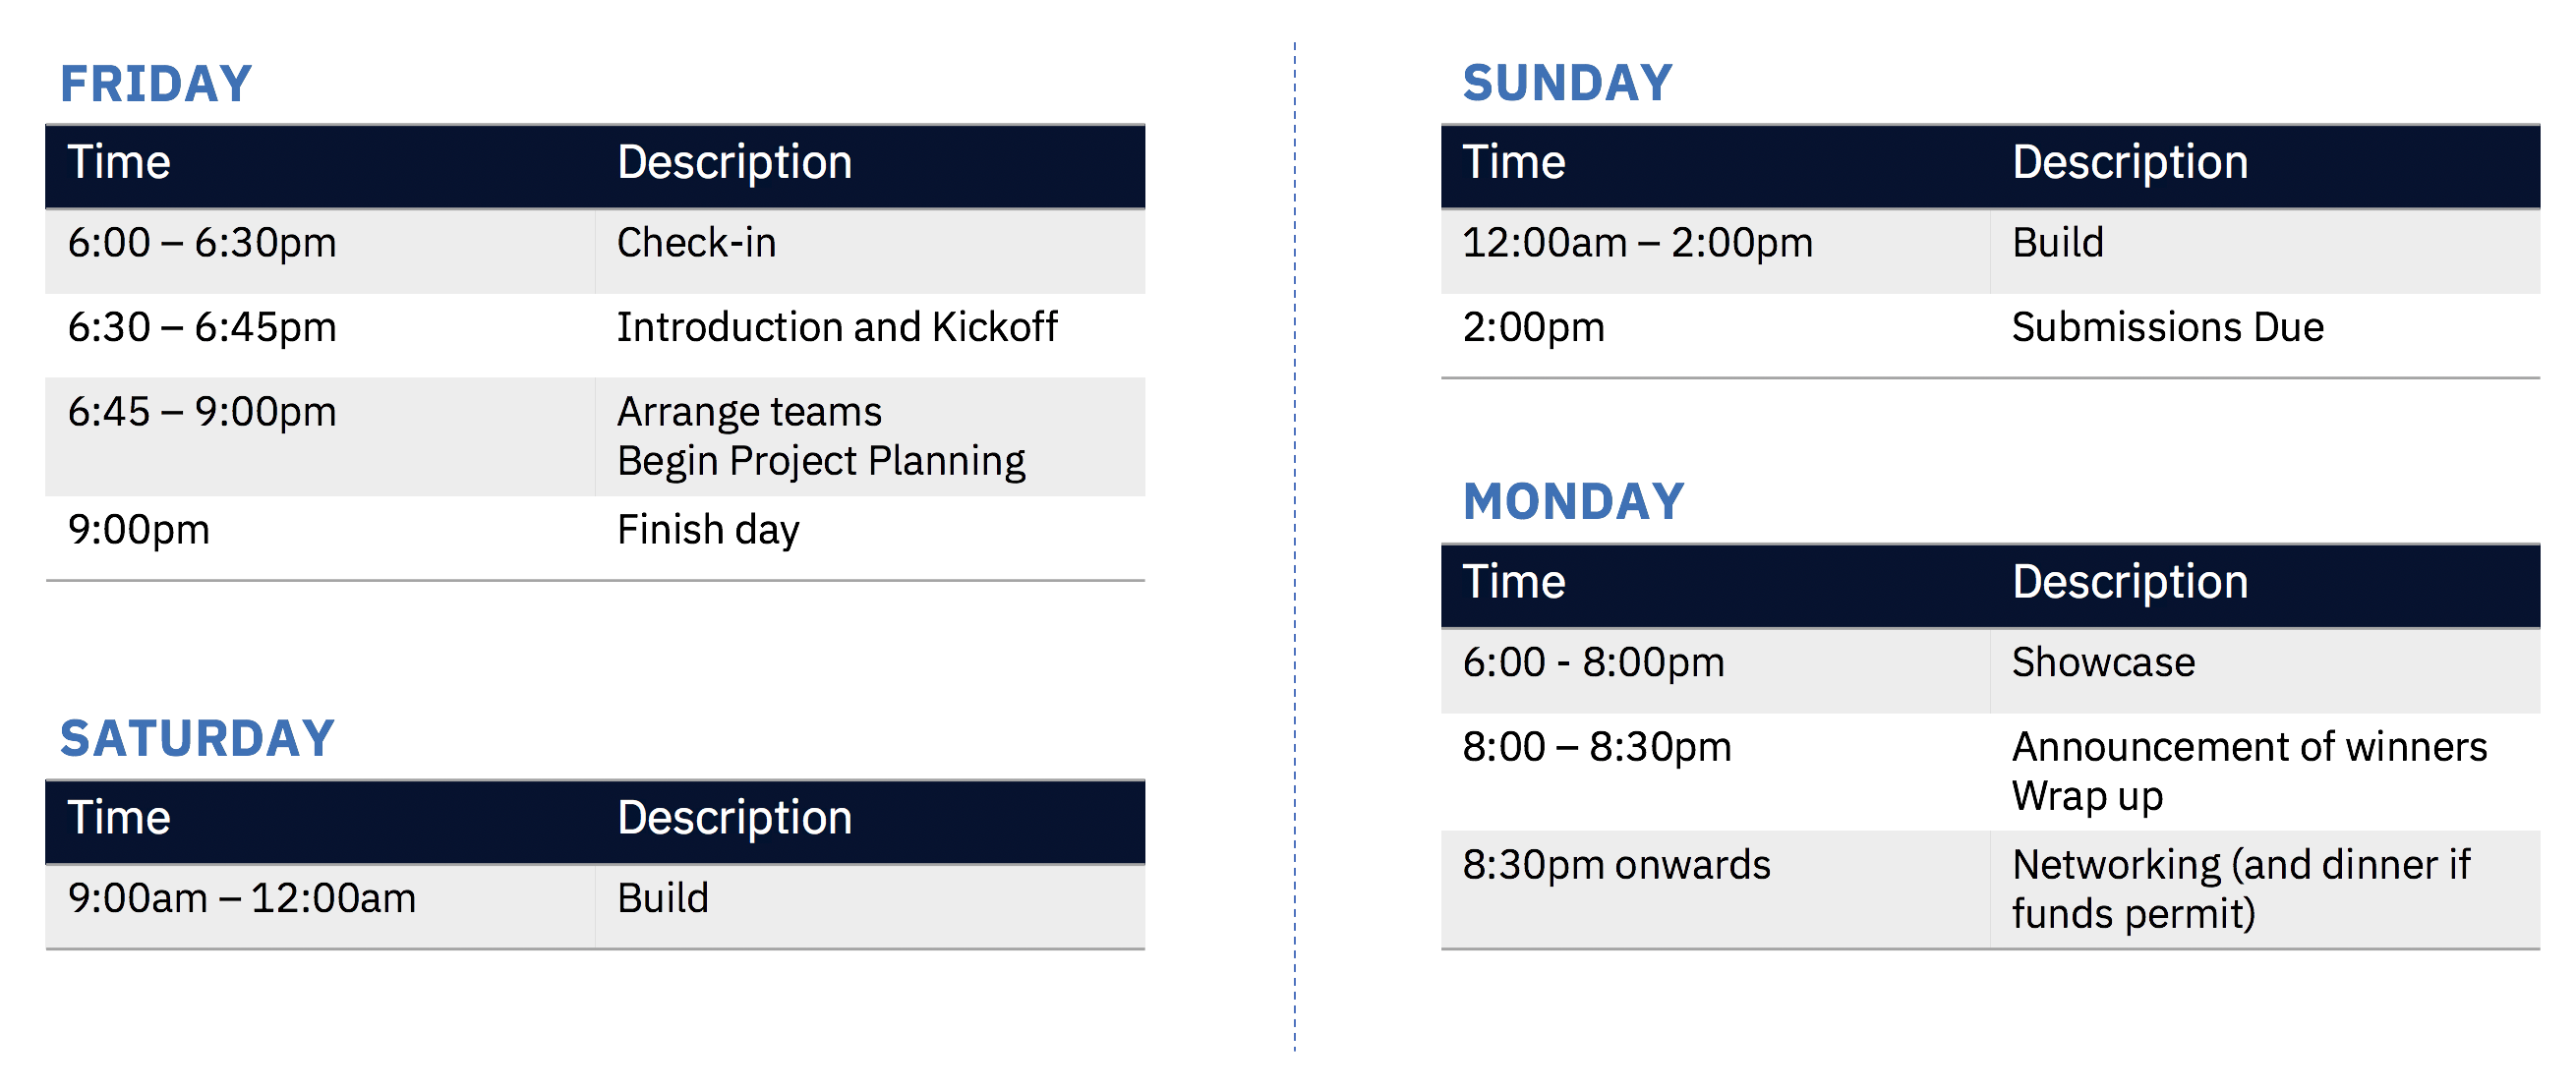 FRIDAY
Time Description
6:00 – 6:30pm Check-in
6:30 – 6:45pm Introduction and Kickoff
6:45 – 9:00pm Arrange teams
Begin Project Planning
9:00pm Finish day
SATURDAY
Time Description
9:00am – 12:00am Build
SUNDAY
Time Description
12:00am – 2:00pm Build
2:00pm Submissions Due
MONDAY
Time Description
6:00 - 8:00pm Showcase
8:00 – 8:30pm Announcement of winners
Wrap up
8:30pm onwards Networking (and dinner if
funds permit)